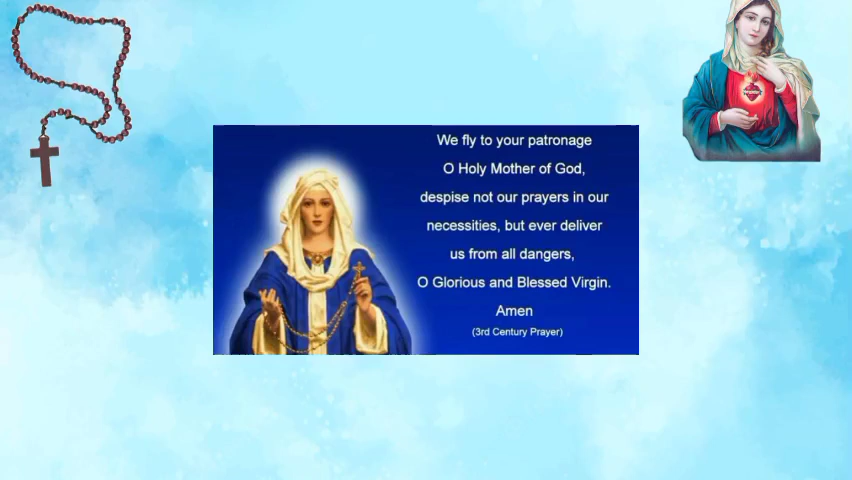 We fly to your patronage
O Holy Mother of God,
despise not our prayers in our
necessities, but ever deliver
us from all dangers,
O Glorious and Blessed Virgin.
Amen
(3rd Century Prayer)